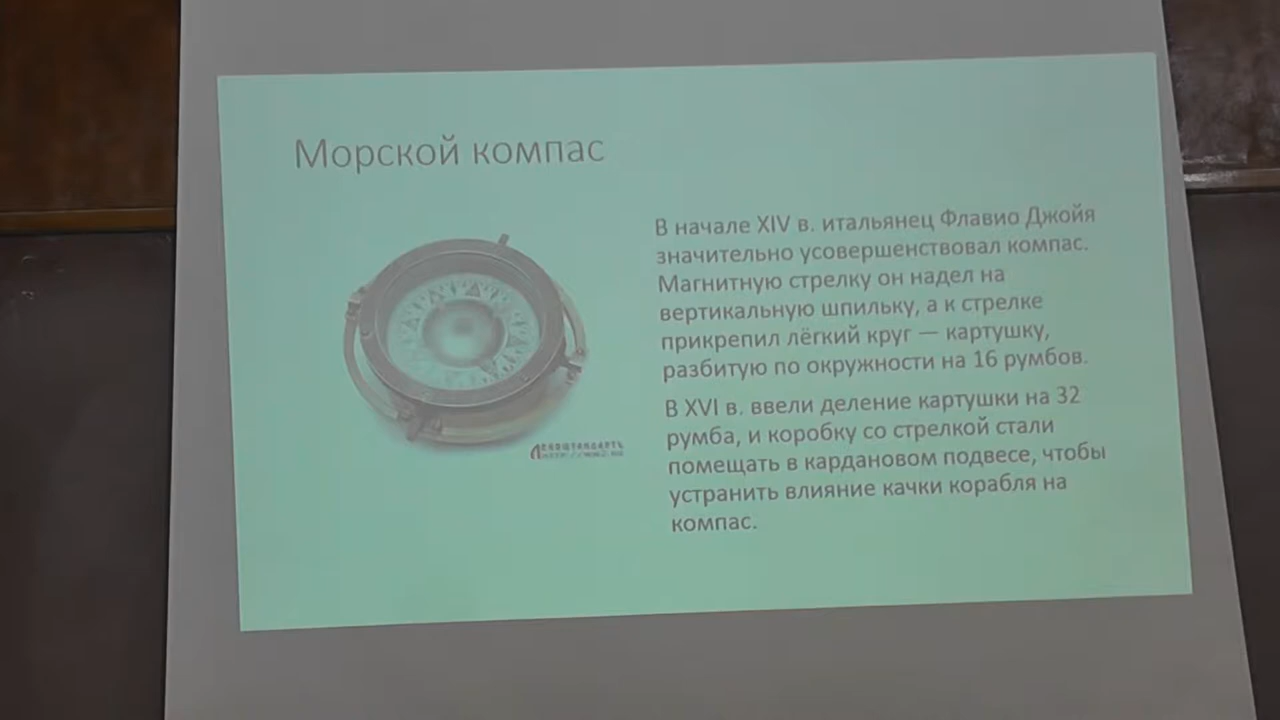 Морской компас
В начале XIV в. итальянец Флавио Джойя
значительно усовершенствовал компас.
Магнитную стрелку он надел на
вертикальную шпильку, а к стрелке
прикрепил лёгкий круг — картушку,
разбитую по окружности на 16 румбов.
В XVI в. ввели деление картушки на 32
румба, и коробку со стрелкой стали
помещать в кардановом подвесе, чтобы
устранить влияние качки корабля на
компас.